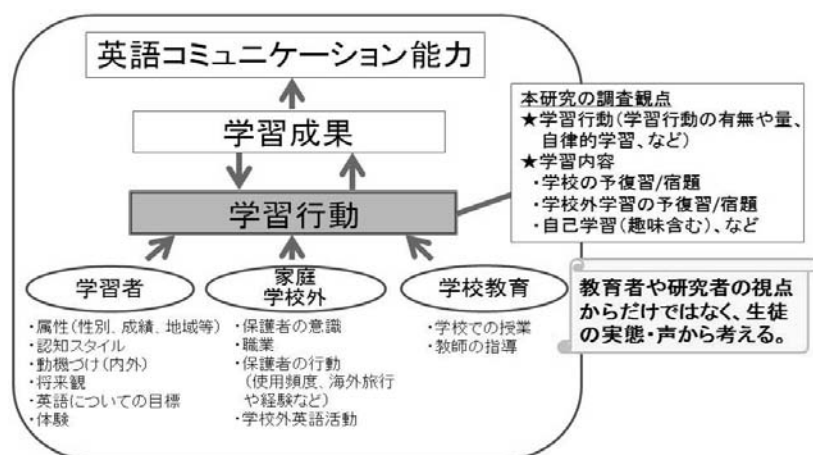 英語コミュニケーション能力
学習成果
学習行動
本研究の調査観点
★学習行動(学習行動の有無や量、
自律的学習、など)
★学習内容
・学校の予復習/宿題
・学校外学習の予復習/宿題
・自己学習(趣味含む)、など
学習者
・属性(性別、成績、地域等)
・認知スタイル
・動機づけ(内外)
・将来観
・英語についての目標
・体験
家庭
学校外
・保護者の意識
・職業
・保護者の行動
(使用頻度、海外旅行
や経験など)
・学校外英語活動
学校教育
・学校での授業
・教師の指導
教育者や研究者の視点
からだけではなく、生徒
の実態・声から考える。